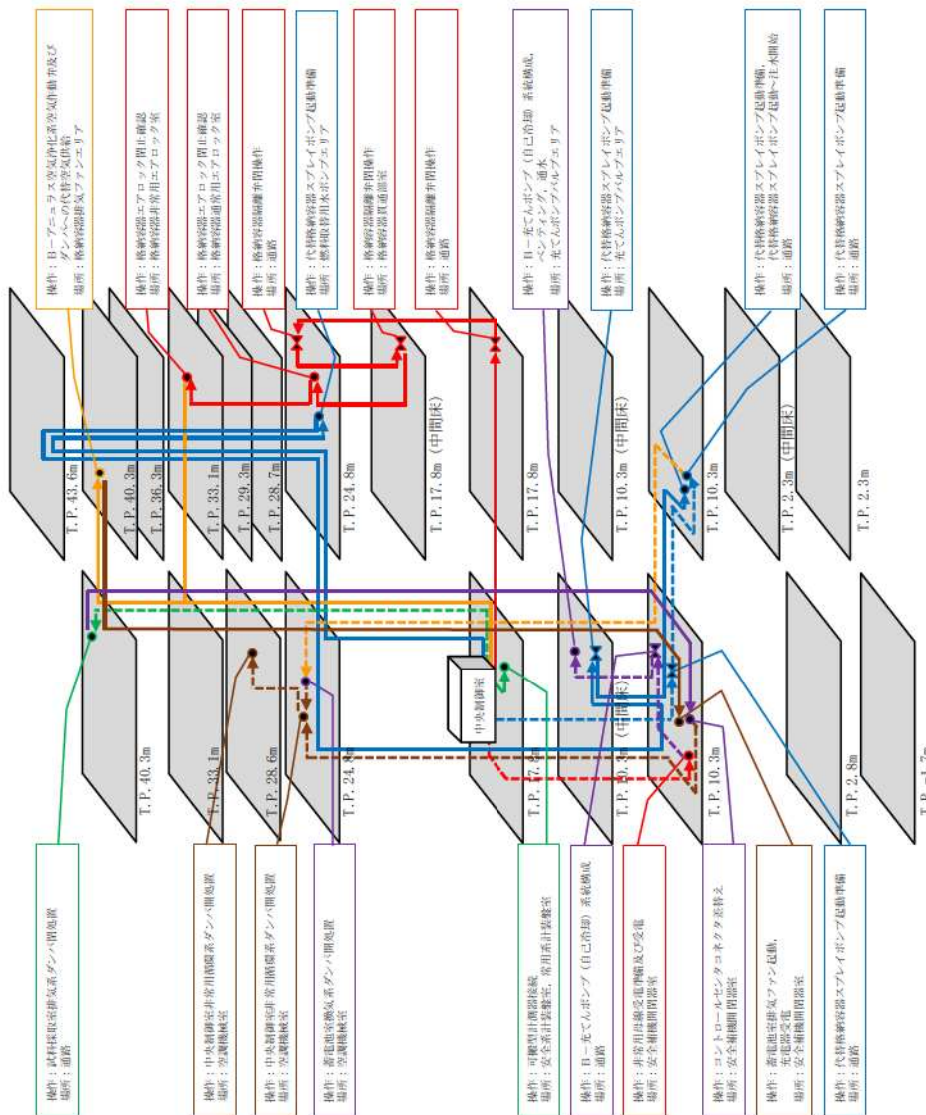 操作：B－アニュラス空気浄化系空気作動弁及び
ダンパへの代替空気供給
場所：格納容器排気ファンエリア
操作：格納容器エアロック閉止確認
場所：格納容器非常用エアロック室
操作：格納容器エアロック閉止確認
場所：格納容器通常用エアロック室
操作：格納容器隔離弁閉操作
場所：通路
操作：代替格納容器スプレイポンプ起動準備
場所：燃料取替用水ポンプエリア
操作：格納容器隔離弁閉操作
場所：格納容器貫通部室
操作：格納容器隔離弁閉操作
場所：通路
操作：B－充てんポンプ（自己冷却）系統構成，
ベンティング，通水
場所：充てんポンプバルブエリア
操作：代替格納容器スプレイポンプ起動準備
場所：充てんポンプバルブエリア
操作：代替格納容器スプレイポンプ起動準備，
代替格納容器スプレイポンプ起動～注水開始
場所：通路
操作：代替格納容器スプレイポンプ起動準備
場所：通路
T.P.43.6m
T.P.40.3m
T.P.36.3m
T.P.33.1m
T.P.29.3m
T.P.28.7m
T.P.24.8m
T.P.17.8m（中間床）
T.P.17.8m
T.P.10.3m（中間床）
T.P.10.3m
T.P.2.3m（中間床）
T.P.2.3m
中央制御室
T.P.40.3m
T.P.33.1m
T.P.28.6m
T.P.24.8m
T.P.17.8m
T.P.10.3m（中間床）
T.P.10.3m
T.P.2.8m
操作：試料採取室排気系ダンパ閉処置
場所：通路
操作：中央制御室非常用循環系ダンパ開処置
場所：空調機械室
操作：中央制御室非常用循環系ダンパ開処置
場所：空調機械室
操作：蓄電池室換気系ダンパ開処置
場所：空調機械室
操作：可搬型計測器接続
場所：安全系計装盤室，常用系計装盤室
操作：B－充てんポンプ（自己冷却）系統構成
場所：通路
操作：非常用母線受電準備及び受電
場所：安全補機開閉器室
操作：コントロールセンタコネクタ差替え
場所：安全補機開閉器室
操作：蓄電池室排気ファン起動，
充電器受電
場所：安全補機開閉器室
操作：代替格納容器スプレイポンプ起動準備
場所：通路